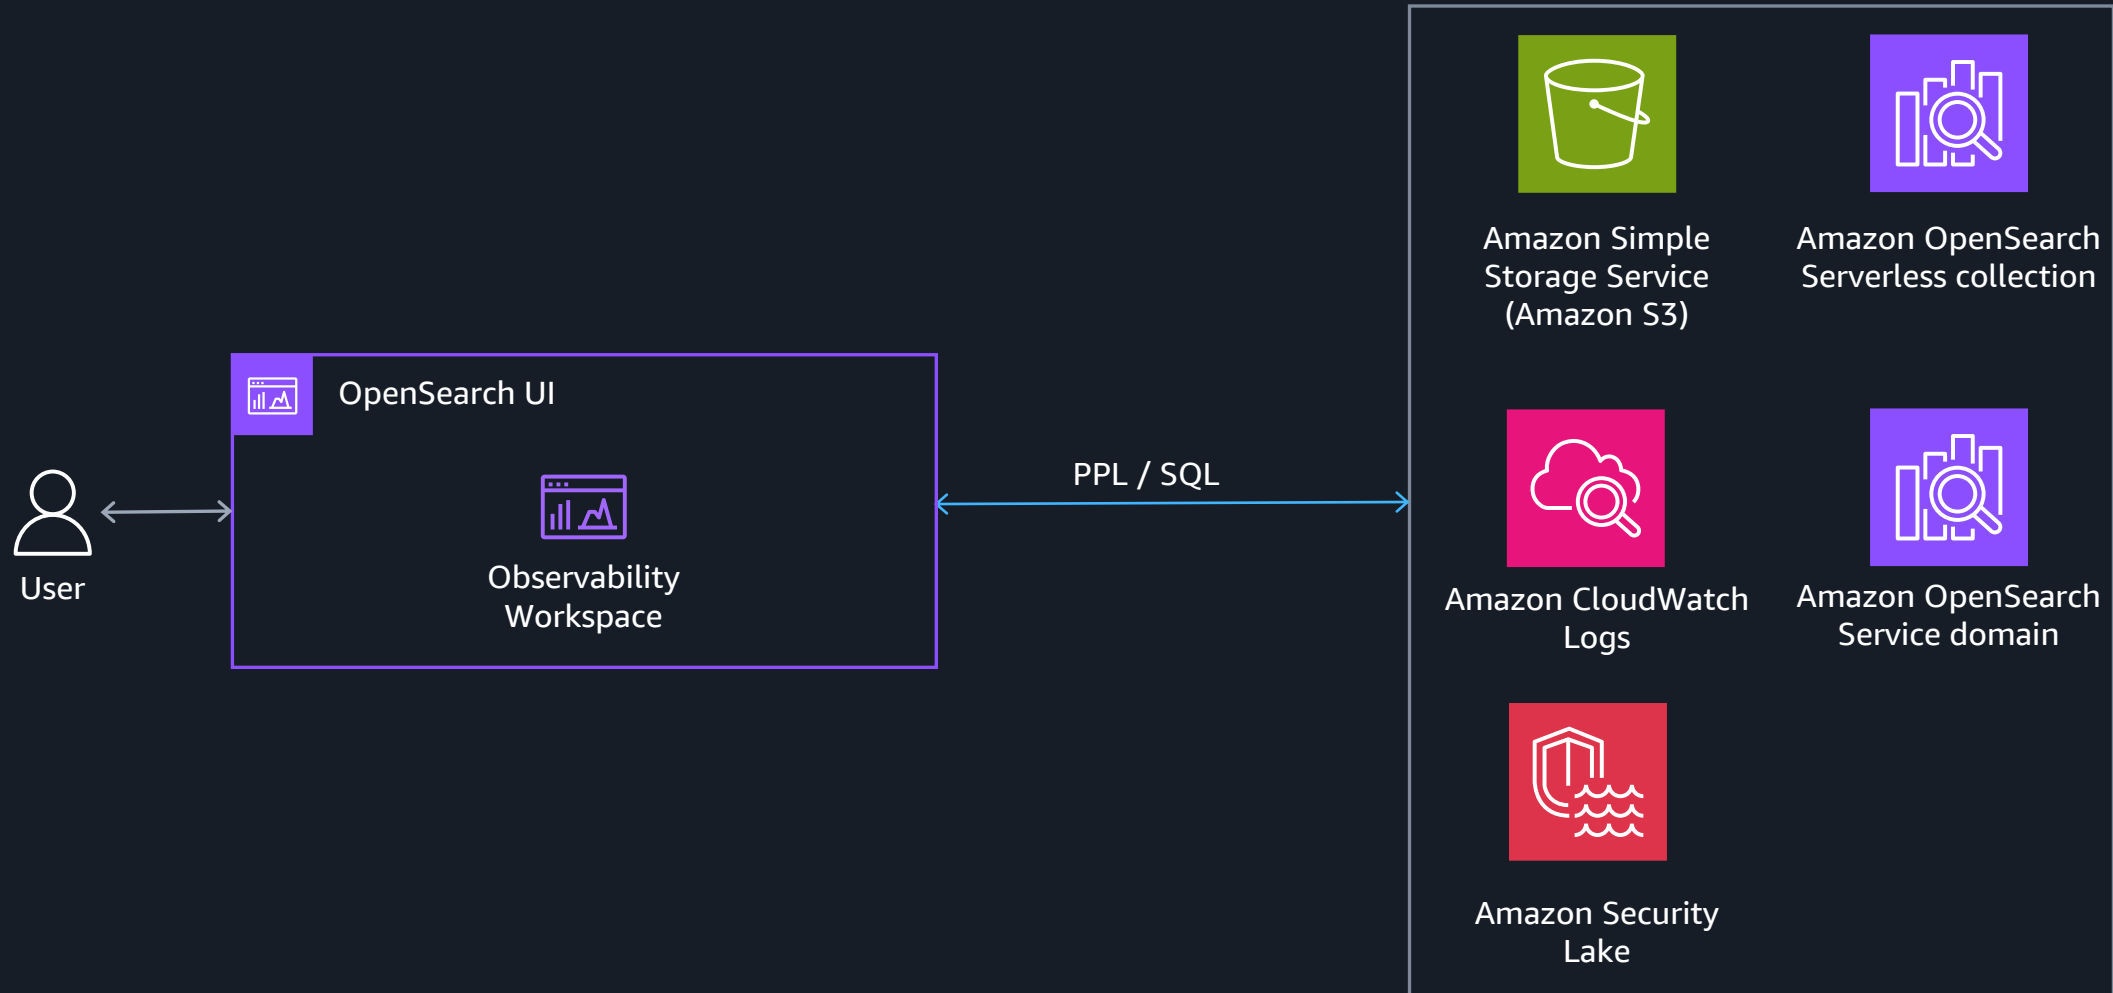 User
OpenSearch UI
Observability
Workspace
PPL / SQL
Amazon Simple
Storage Service
(Amazon S3)
Amazon OpenSearch
Serverless collection
Amazon CloudWatch
Logs
Amazon OpenSearch
Service domain
Amazon Security
Lake